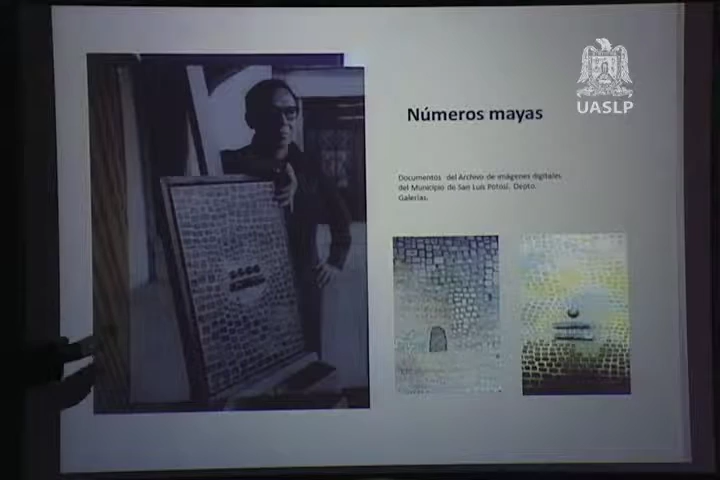 UASLP
Números mayas
Documentos del Archivo de imágenes digitales
del Municipio de San Luis Potosí. Depto.
Galerías.